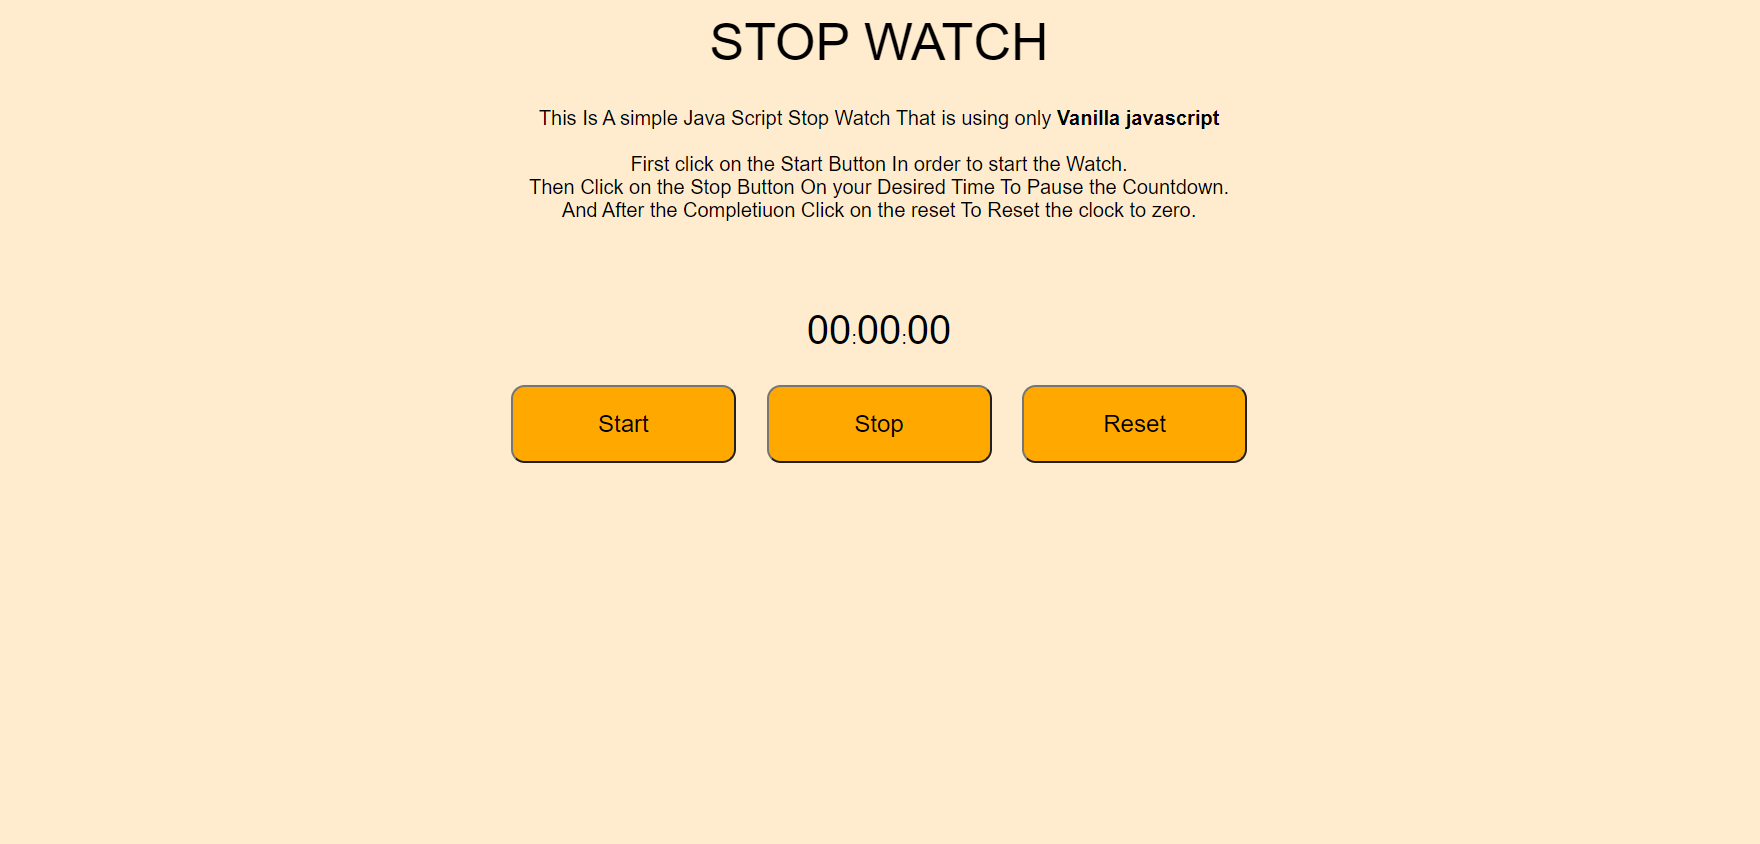 STOP WATCH
This Is A simple Java Script Stop Watch That is using only Vanilla javascript
First click on the Start Button In order to start the Watch.
Then Click on the Stop Button On your Desired Time To Pause the Countdown.
And After the Completiuon Click on the reset To Reset the clock to zero.
00:00:00
Start Stop Reset